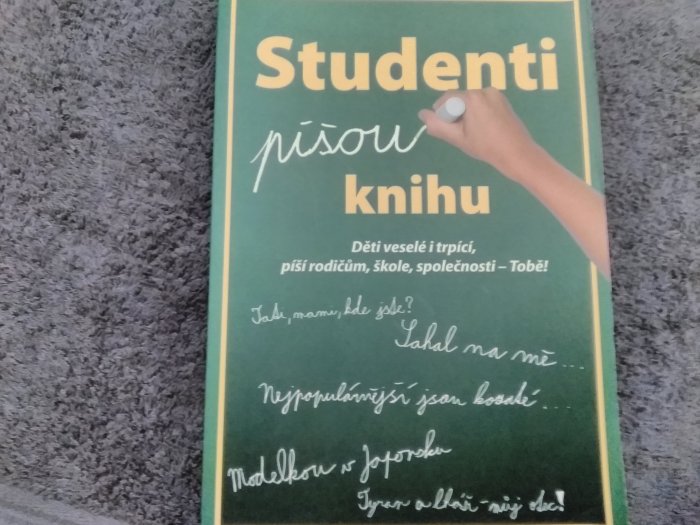 Studenti
píšou
knihu
Děti veselé i trpící,
píší rodičům, škole, společnosti – Tobě!
Tati, mami, kde jste?
Sahal na mě ...
Nejpopulárnější jsou bohaté ...
Modelkou v Japonsku
Tyran a lhář - můj otec!